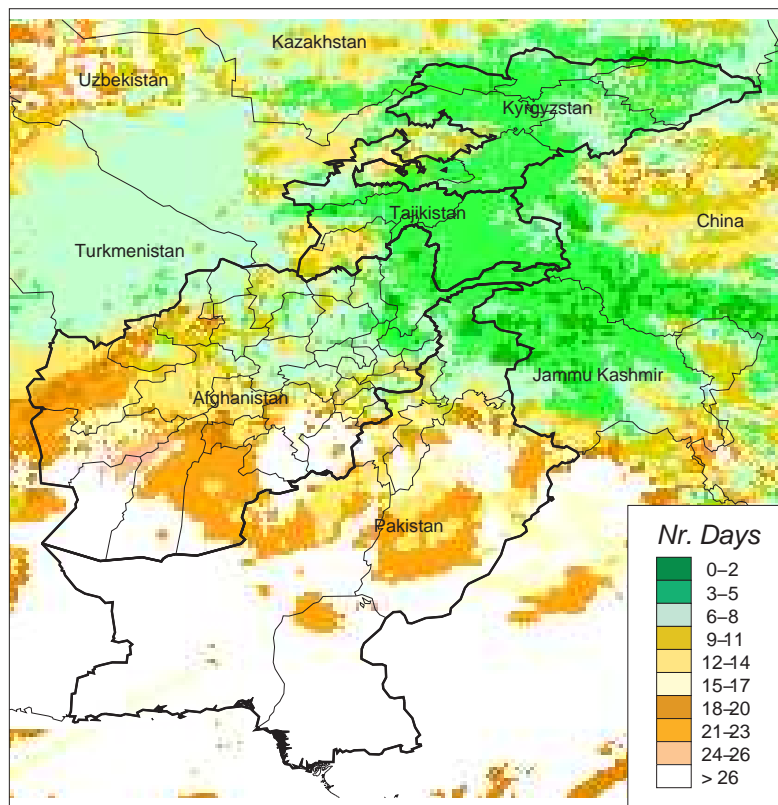 Kazakhstan
Uzbekistan
Kyrgyzstan
Tajikistan
China
Turkmenistan
Jammu Kashmir
Afghanistan
Pakistan
Nr. Days
0–2
3–5
6–8
9–11
12–14
15–17
18–20
21–23
24–26
> 26